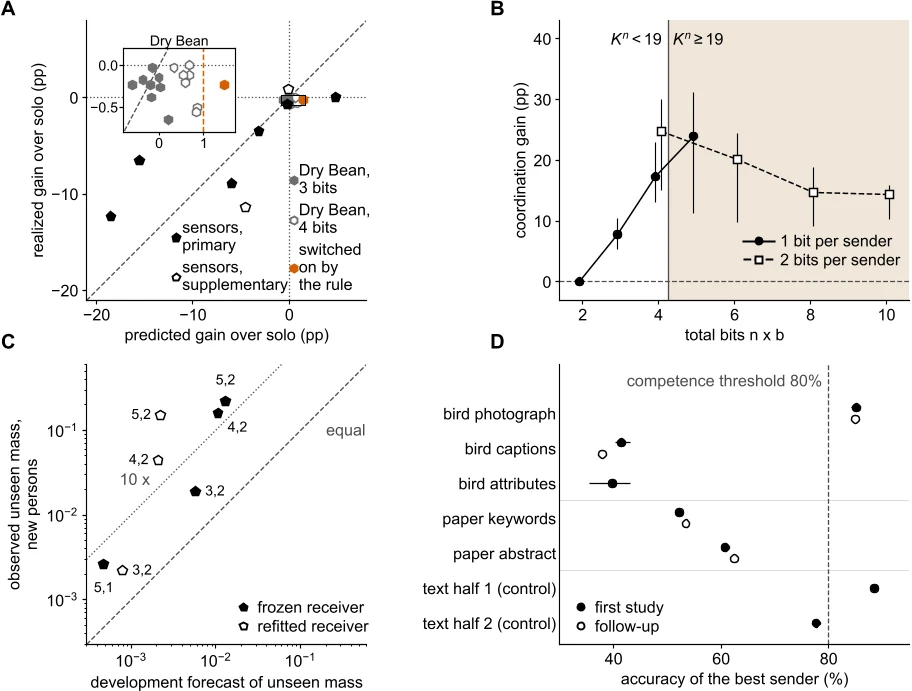 A
Dry Bean
0.0
−0.5
0
1
0
−10
−20
−20
−10
0
realized gain over solo (pp)
predicted gain over solo (pp)
Dry Bean,
3 bits
Dry Bean,
4 bits
switched
on by
the rule
sensors,
primary
sensors,
supplementary
B
Kⁿ < 19
Kⁿ ≥ 19
40
30
20
10
0
2
4
6
8
10
coordination gain (pp)
total bits n x b
1 bit per sender
2 bits per sender
C
5,2
5,2
4,2
4,2
10 x
3,2
3,2
5,1
equal
10⁻¹
10⁻²
10⁻³
10⁻³
10⁻²
10⁻¹
observed unseen mass,
new persons
development forecast of unseen mass
frozen receiver
refitted receiver
D
competence threshold 80%
bird photograph
bird captions
bird attributes
paper keywords
paper abstract
text half 1 (control)
text half 2 (control)
first study
follow-up
40
60
80
accuracy of the best sender (%)